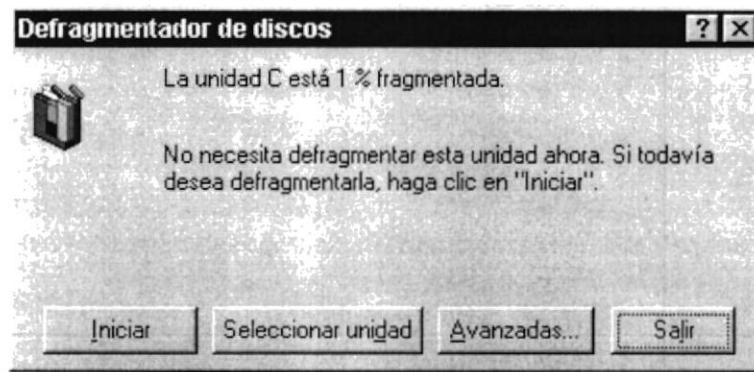 Defragmentador de discos
La unidad C está 1 % fragmentada.
No necesita defragmentar esta unidad ahora. Si todavía
desea defragmentarla, haga clic en "Iniciar".
Iniciar Seleccionar unidad Avanzadas... Salir